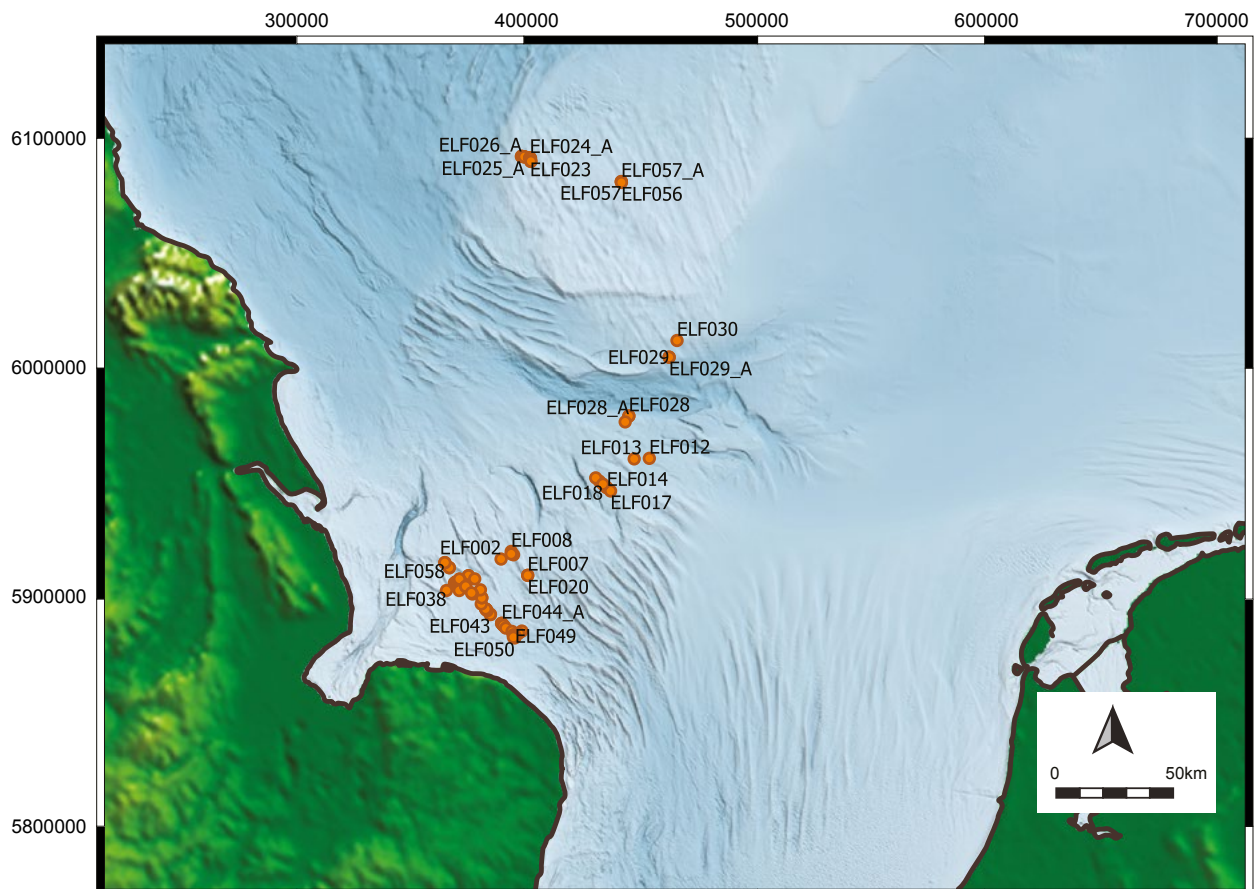 3000000 400000 500000 600000 700000
6100000
ELF026_A ELF024_A
ELF025_A ELF023
ELF057_A
ELF057 ELF056
ELF030
ELF029
6000000
ELF029_A
ELF028_A ELF028
ELF013 ELF012
ELF014
ELF018
ELF017
ELF008
ELF002
ELF007
ELF058
ELF020
5900000
ELF038
ELF044_A
ELF043
ELF049
ELF050
0 50km
5800000